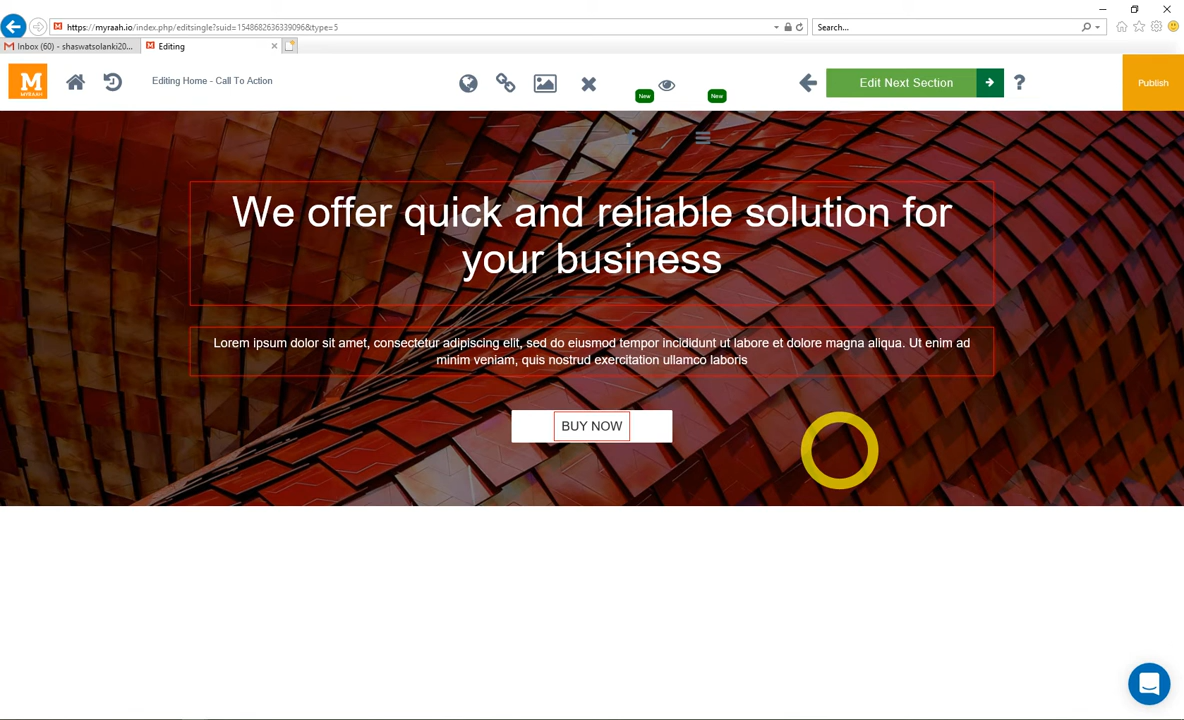 https://myraah.io/index.php/editsingle?suid=1548682636339096&type=5
Search...
Inbox (60) - shaswatsolanki20...
Editing
M
MYRAAH
Editing Home - Call To Action
New
New
Edit Next Section
?
Publish
We offer quick and reliable solution for
your business
Lorem ipsum dolor sit amet, consectetur adipiscing elit, sed do eiusmod tempor incididunt ut labore et dolore magna aliqua. Ut enim ad
minim veniam, quis nostrud exercitation ullamco laboris
BUY NOW